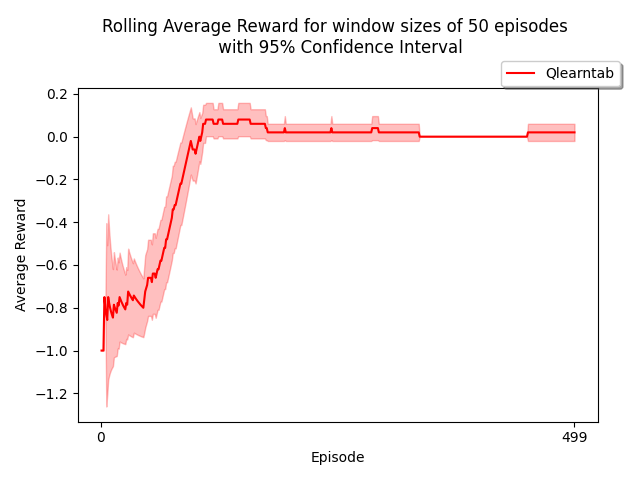 Rolling Average Reward for window sizes of 50 episodes
with 95% Confidence Interval
Qlearntab
0.2
0.0
−0.2
−0.4
−0.6
−0.8
−1.0
−1.2
Average Reward
0
499
Episode